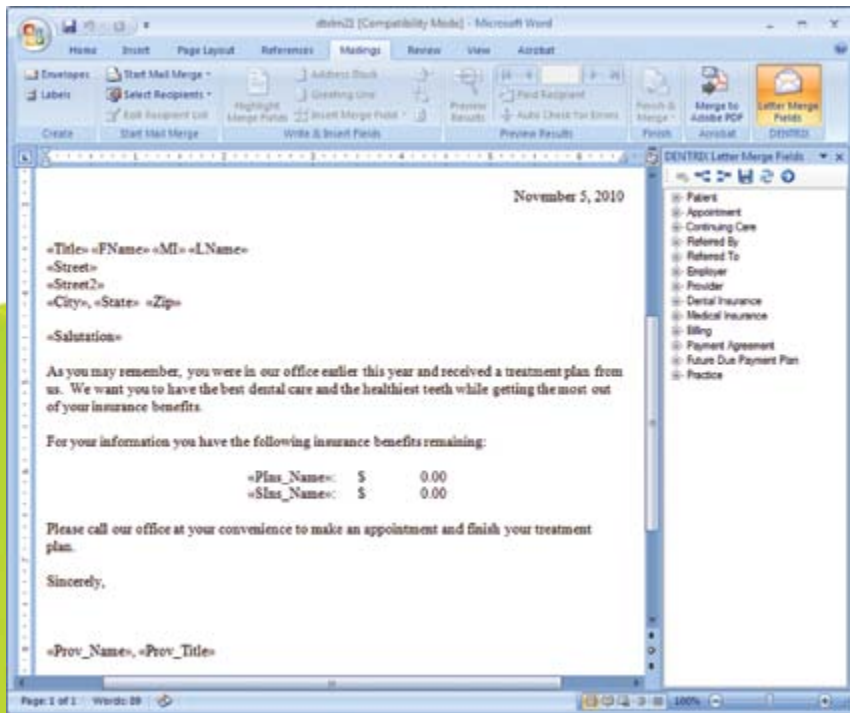 dbtrlm21 [Compatibility Mode] - Microsoft Word
Home Insert Page Layout References Mailings Review View Acrobat
Envelopes
Labels
Create
Start Mail Merge
Select Recipients
Edit Recipient List
Start Mail Merge
Highlight Merge Fields
Address Block
Greeting Line
Insert Merge Field
Write & Insert Fields
Preview Results
Find Recipient
Auto Check for Errors
Preview Results
Finish & Merge
Finish
Merge to Adobe PDF
Acrobat
Letter Merge Fields
DENTRIX
November 5, 2010
«Title» «FName» «MI» «LName»
«Street»
«Street2»
«City», «State» «Zip»
«Salutation»
As you may remember, you were in our office earlier this year and received a treatment plan from
us. We want you to have the best dental care and the healthiest teeth while getting the most out
of your insurance benefits.
For your information you have the following insurance benefits remaining:
«PIns_Name»: $ 0.00
«SIns_Name»: $ 0.00
Please call our office at your convenience to make an appointment and finish your treatment
plan.
Sincerely,
«Prov_Name», «Prov_Title»
DENTRIX Letter Merge Fields
Patient
Appointment
Continuing Care
Referred By
Referred To
Employer
Provider
Dental Insurance
Medical Insurance
Billing
Payment Agreement
Future Due Payment Plan
Practice
Page: 1 of 1 Words: 89
100%